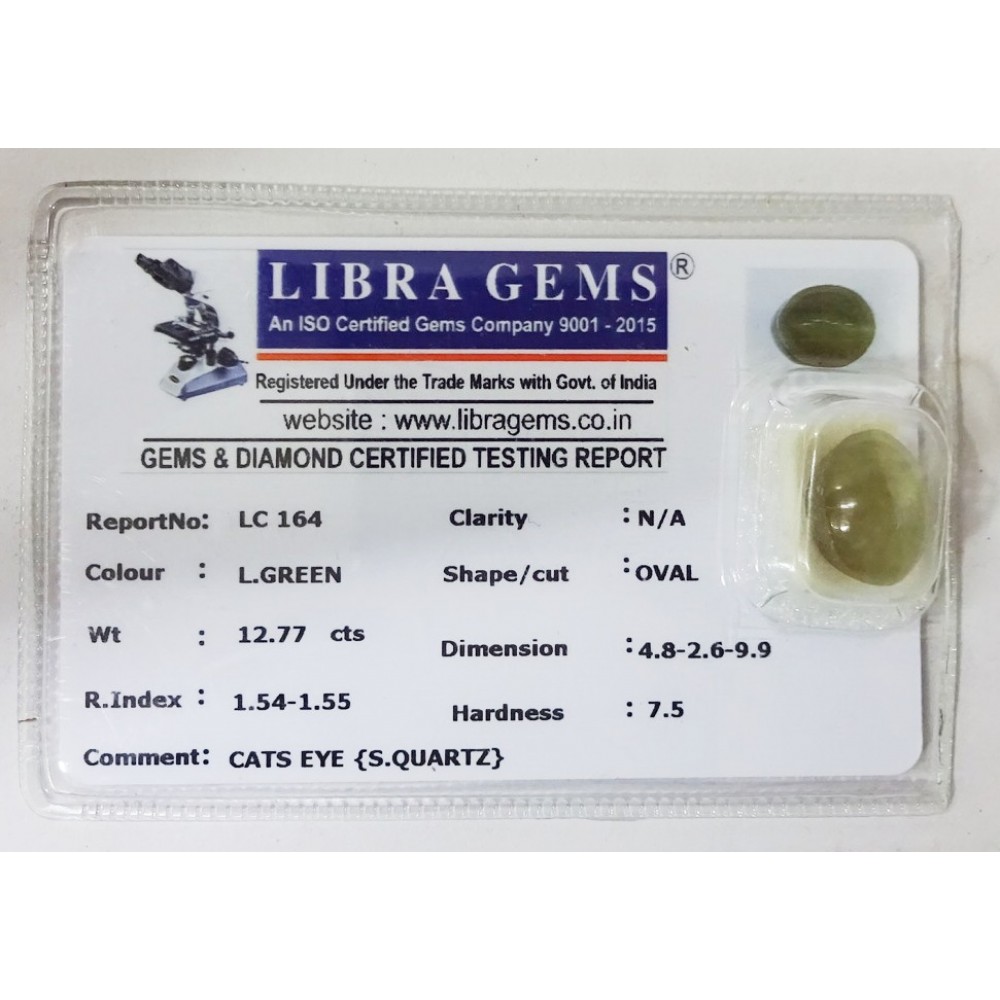 LIBRA GEMS ®
An ISO Certified Gems Company 9001 - 2015
Registered Under the Trade Marks with Govt. of India
website : www.libragems.co.in
GEMS & DIAMOND CERTIFIED TESTING REPORT
ReportNo: LC 164 Clarity : N/A
Colour : L.GREEN Shape/cut : OVAL
Wt : 12.77 cts Dimension : 4.8-2.6-9.9
R.Index : 1.54-1.55 Hardness : 7.5
Comment: CATS EYE {S.QUARTZ}